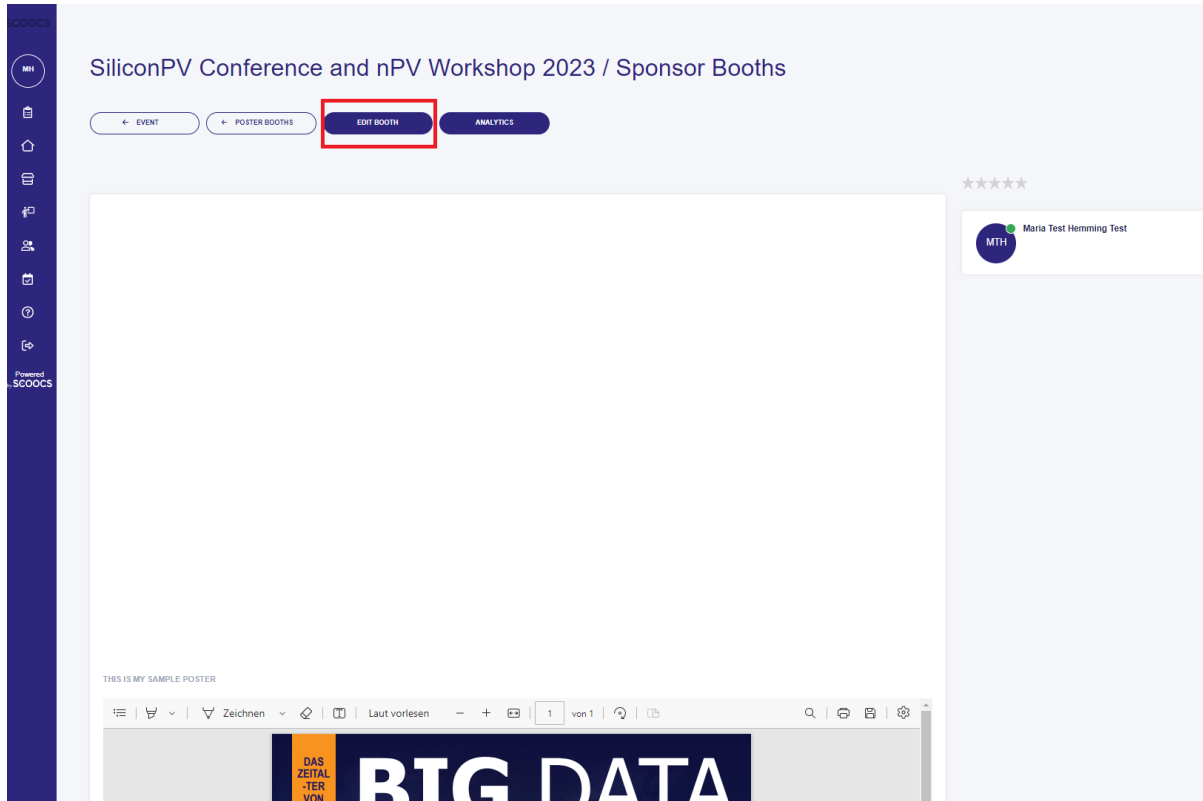 SCOOCS
MH
SiliconPV Conference and nPV Workshop 2023 / Sponsor Booths
← EVENT
← POSTER BOOTHS
EDIT BOOTH
ANALYTICS
MTH
Maria Test Hemming Test
Powered
by SCOOCS
THIS IS MY SAMPLE POSTER
Zeichnen
Laut vorlesen
1 von 1
DAS
ZEITAL
-TER
VON
BIG DATA